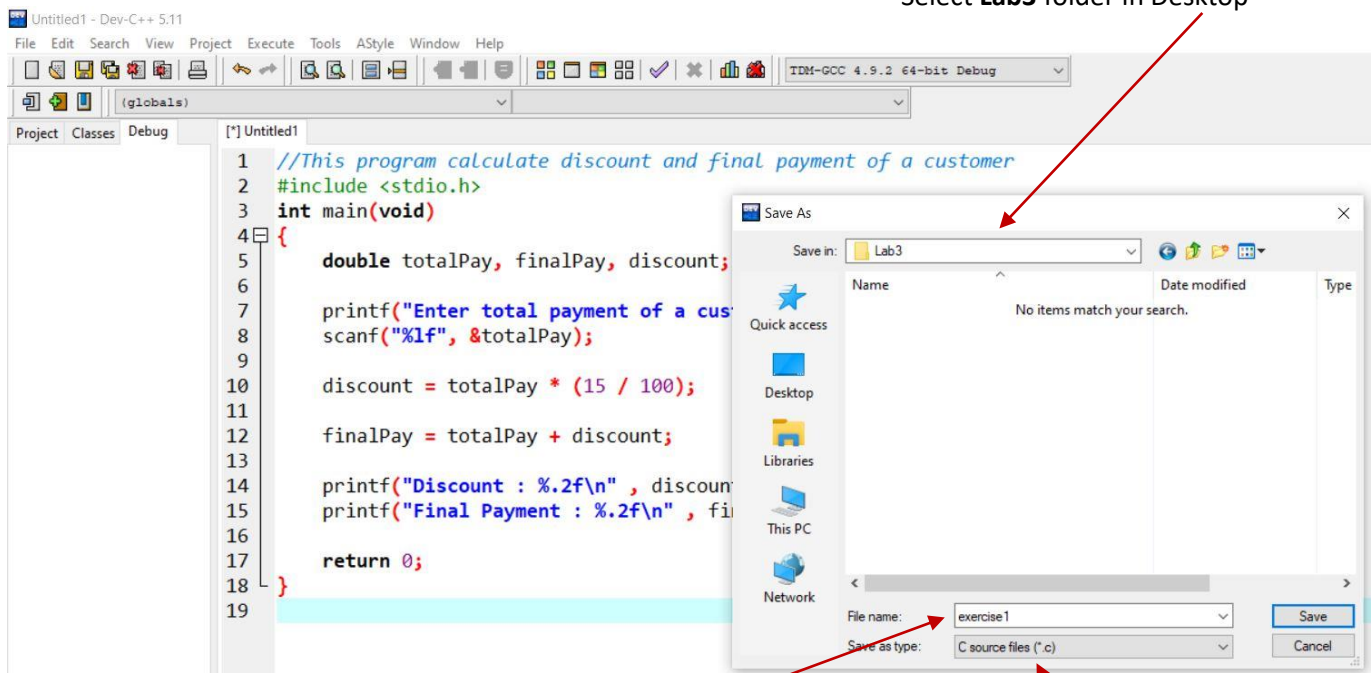 Select Lab3 folder in Desktop
Untitled1 - Dev-C++ 5.11
File Edit Search View Project Execute Tools AStyle Window Help
TDM-GCC 4.9.2 64-bit Debug
(globals)
Project Classes Debug
[*] Untitled1
1 //This program calculate discount and final payment of a customer
2 #include <stdio.h>
3 int main(void)
4 {
5 double totalPay, finalPay, discount;
6
7 printf("Enter total payment of a cus
8 scanf("%lf", &totalPay);
9
10 discount = totalPay * (15 / 100);
11
12 finalPay = totalPay + discount;
13
14 printf("Discount : %.2f\n" , discoun
15 printf("Final Payment : %.2f\n" , fi
16
17 return 0;
18 }
19
Save As
Save in: Lab3
Name Date modified Type
No items match your search.
Quick access
Desktop
Libraries
This PC
Network
File name: exercise1 Save
Save as type: C source files (*.c) Cancel